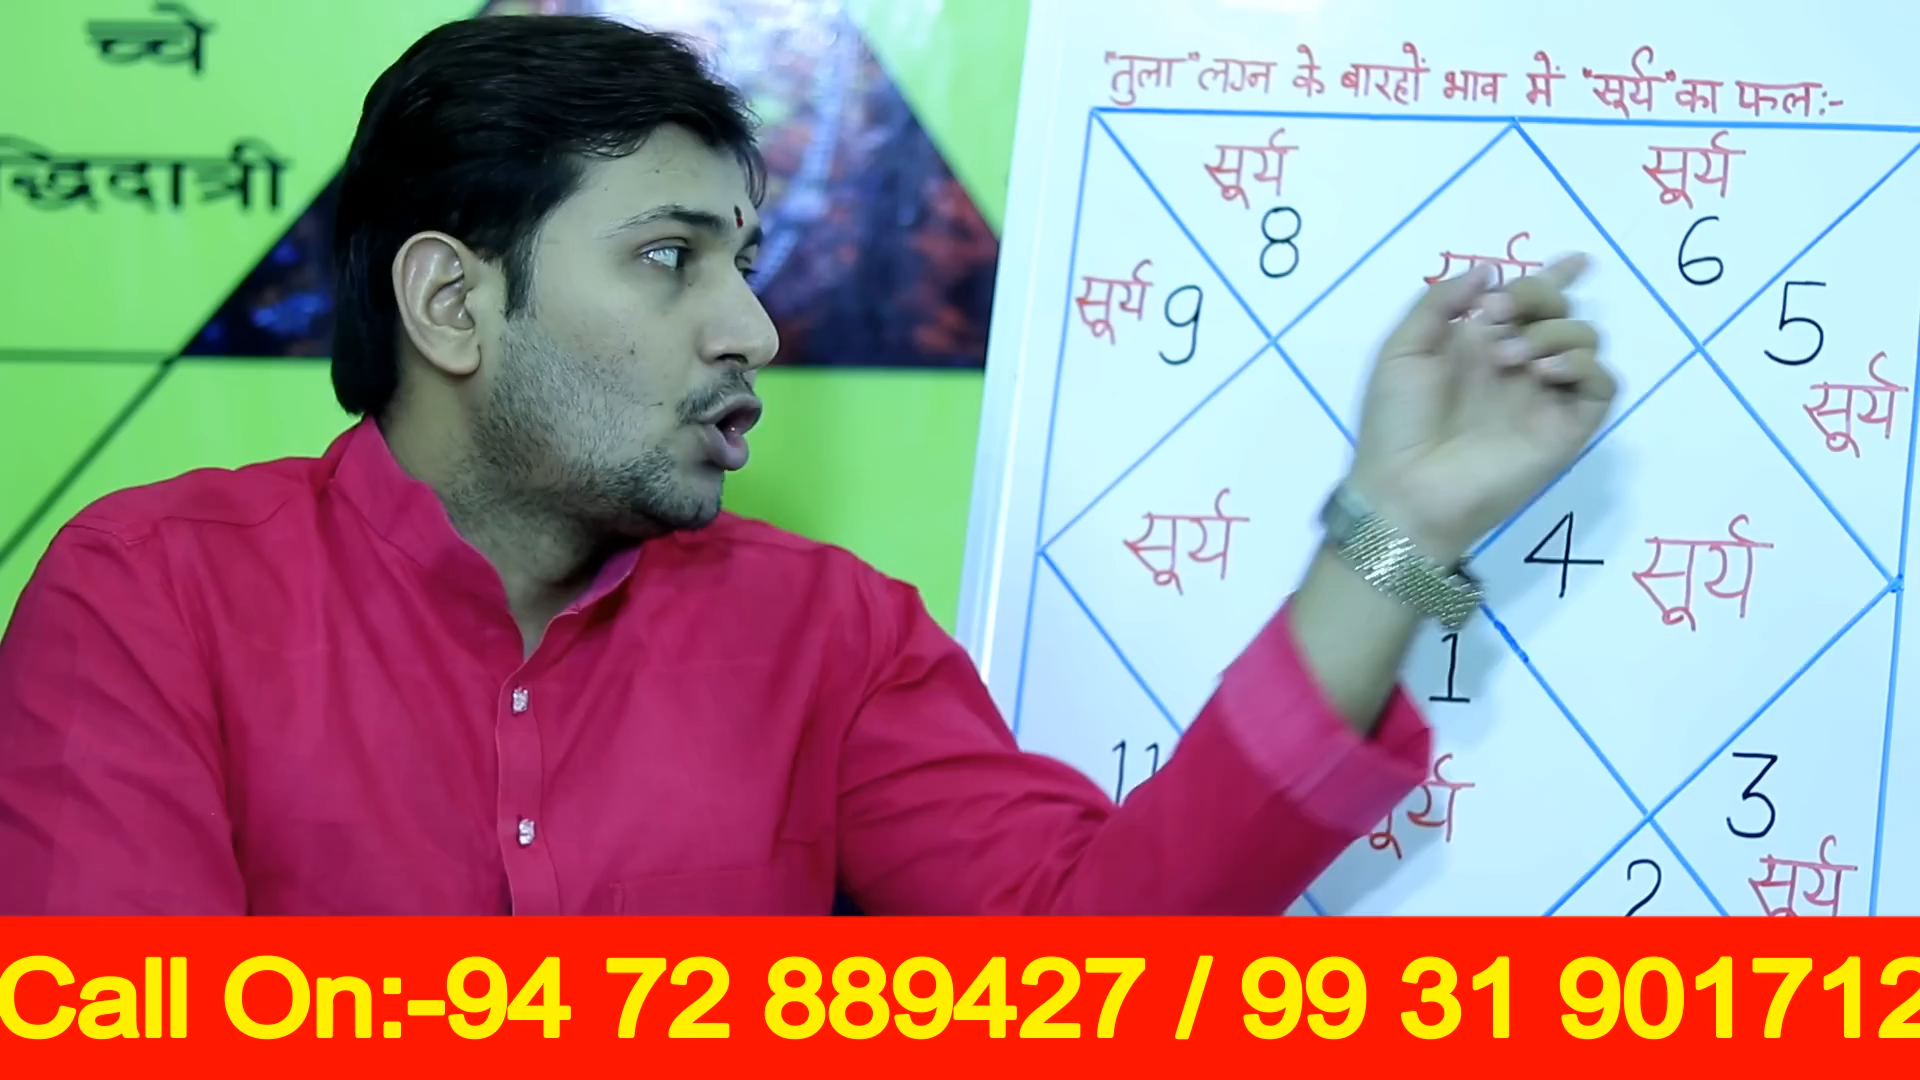 च्चे
द्धिदात्री
"तुला" लग्न के बारहों भाव में "सूर्य" का फल:-
सूर्य
सूर्य
8
6
सूर्य
सूर्य 9
5
सूर्य
सूर्य
4 सूर्य
1
11
3
सूर्य
2
सूर्य
Call On:-94 72 889427 / 99 31 901712